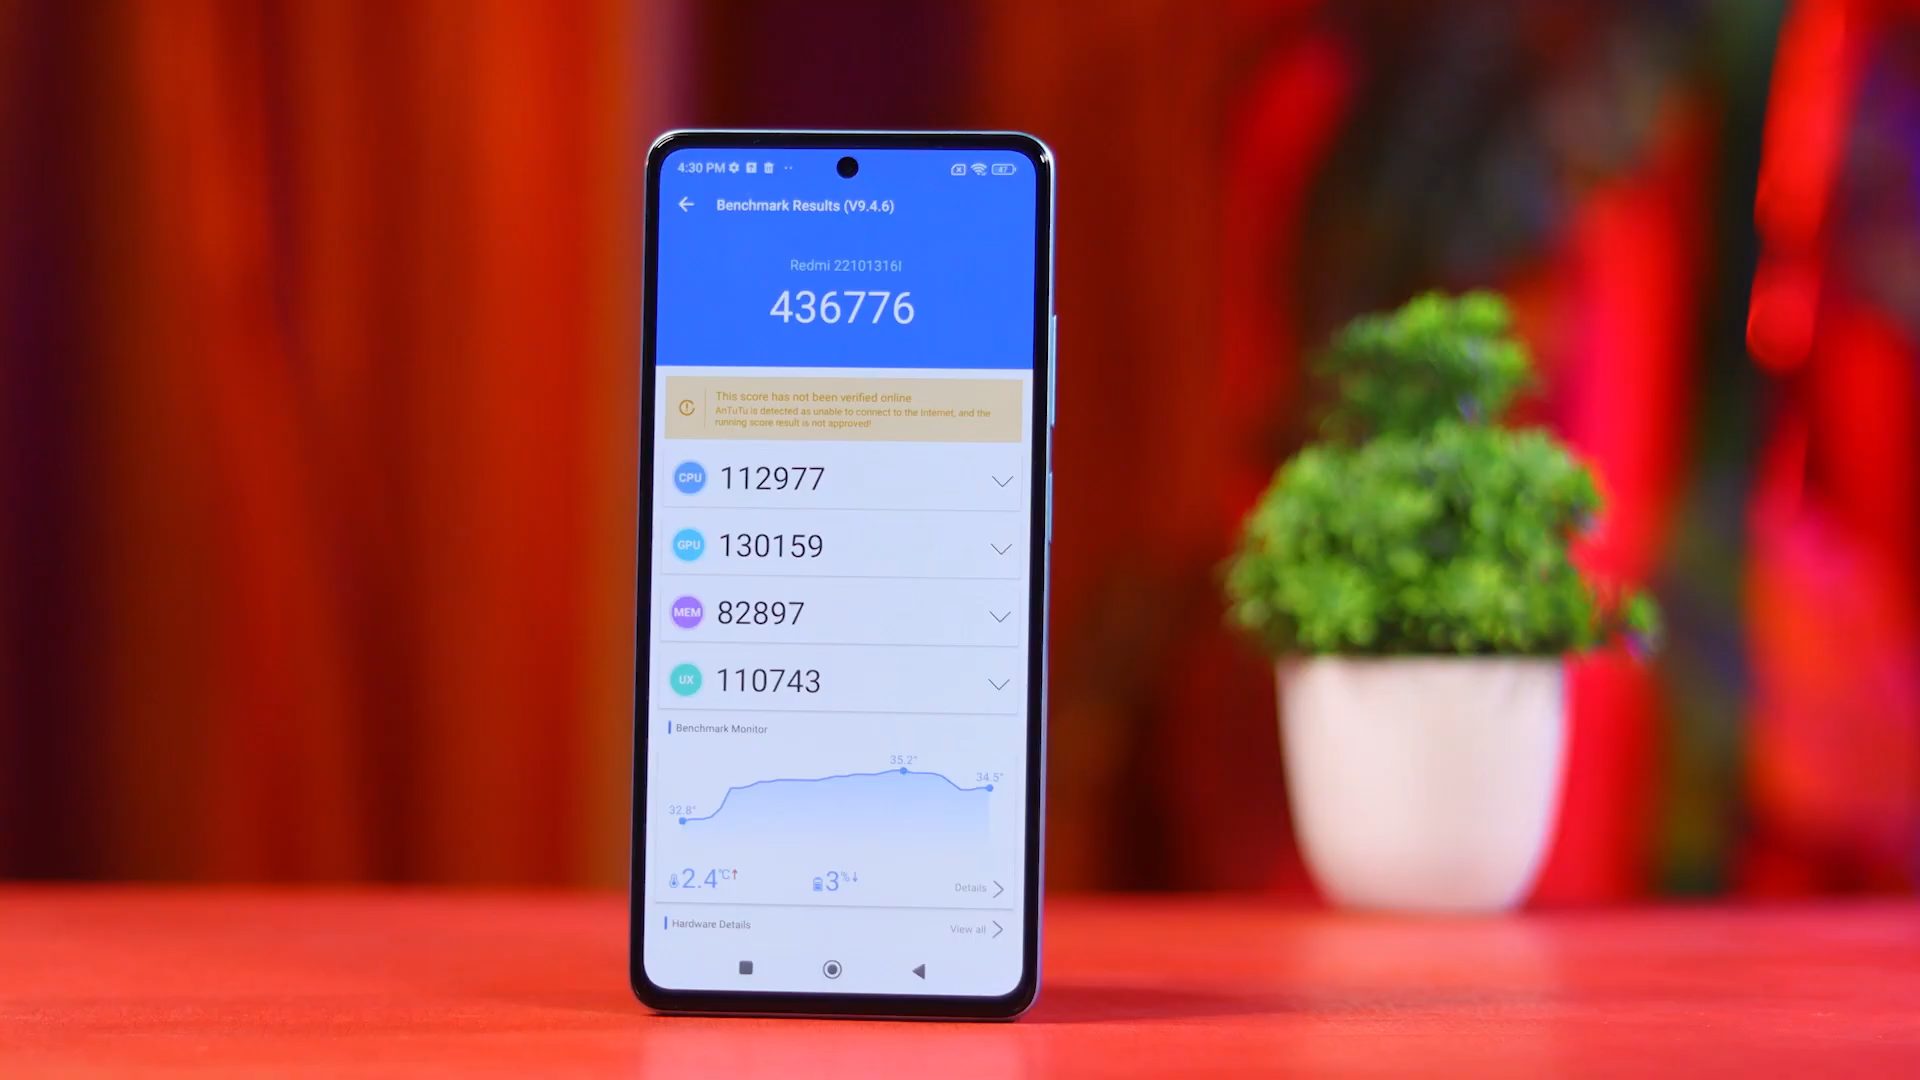 4:30 PM
47
Benchmark Results (V9.4.6)
Redmi 22101316I
436776
This score has not been verified online
AnTuTu is detected as unable to connect to the Internet, and the
running score result is not approved!
CPU 112977
GPU 130159
MEM 82897
UX 110743
Benchmark Monitor
35.2°
34.5°
32.8°
2.4°C↑ 3%↓ Details
Hardware Details View all